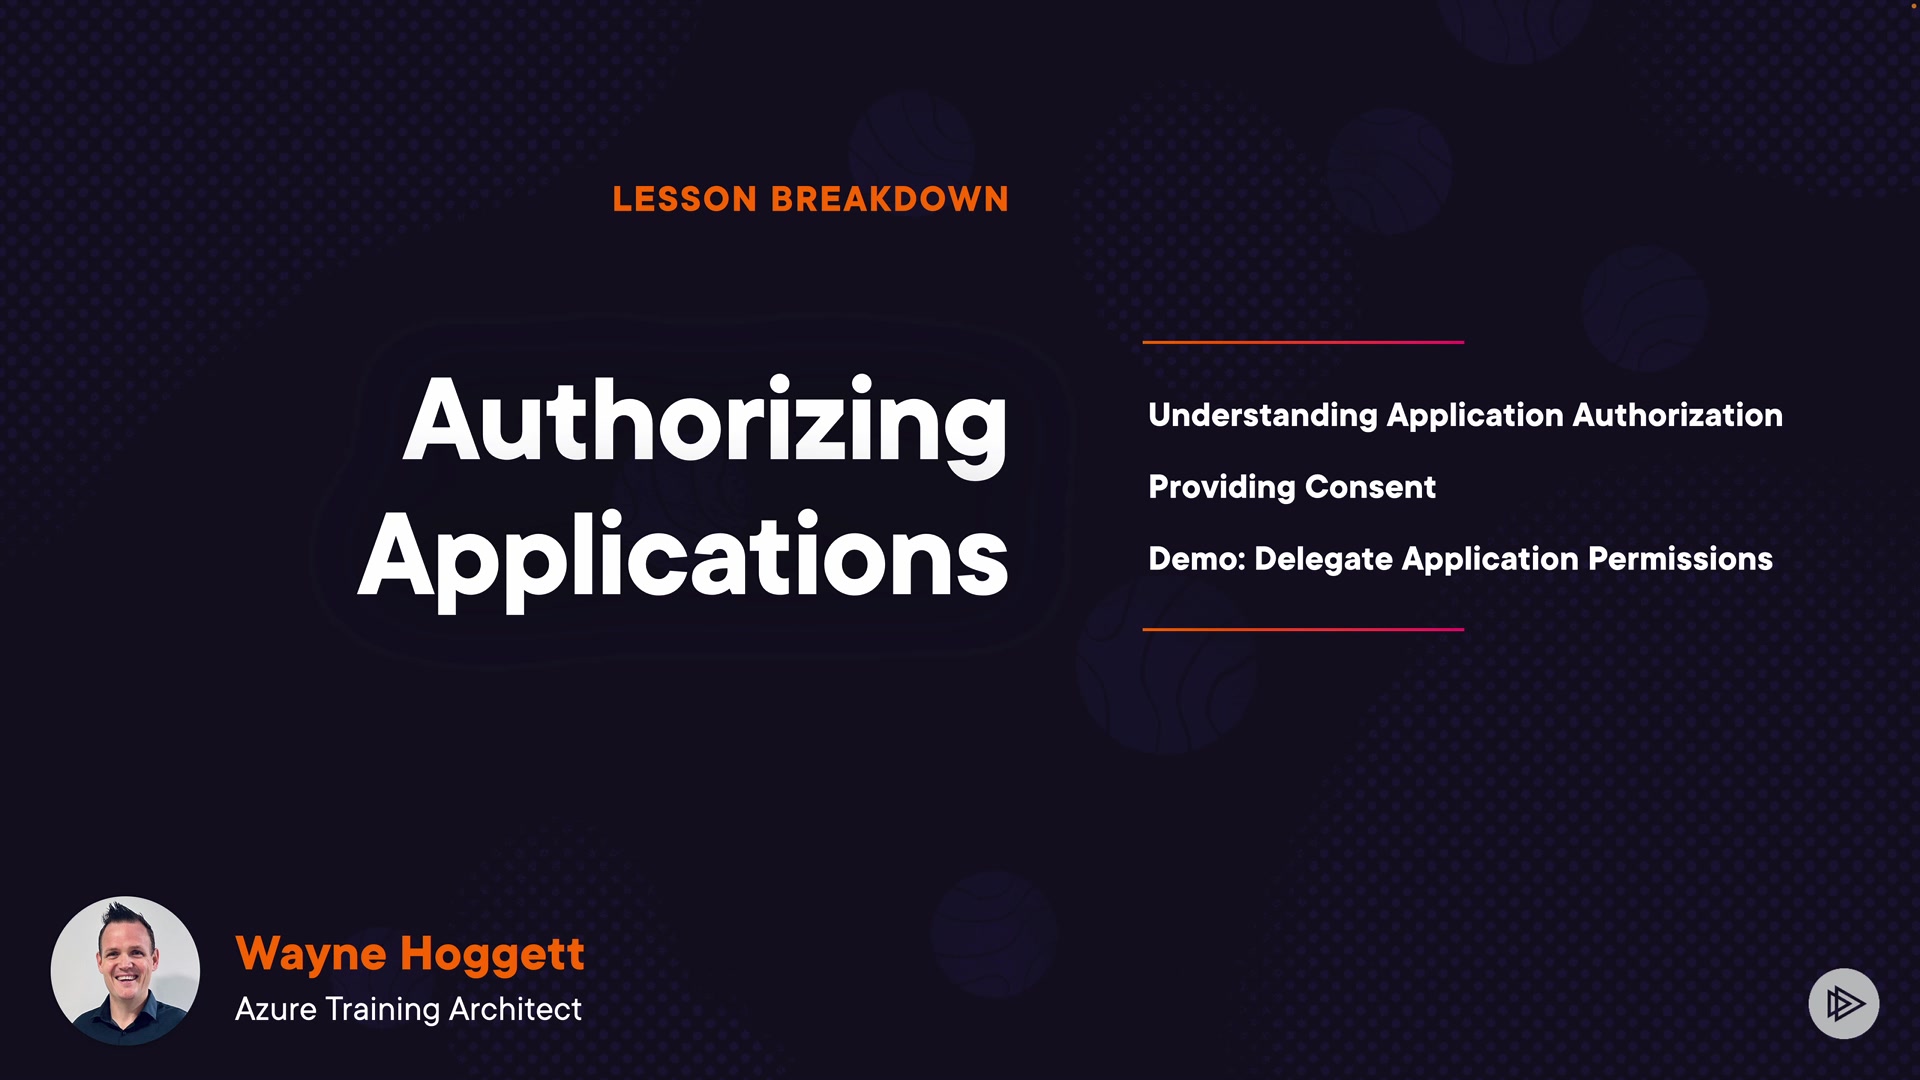 LESSON BREAKDOWN
Authorizing
Applications
Understanding Application Authorization
Providing Consent
Demo: Delegate Application Permissions
Wayne Hoggett
Azure Training Architect